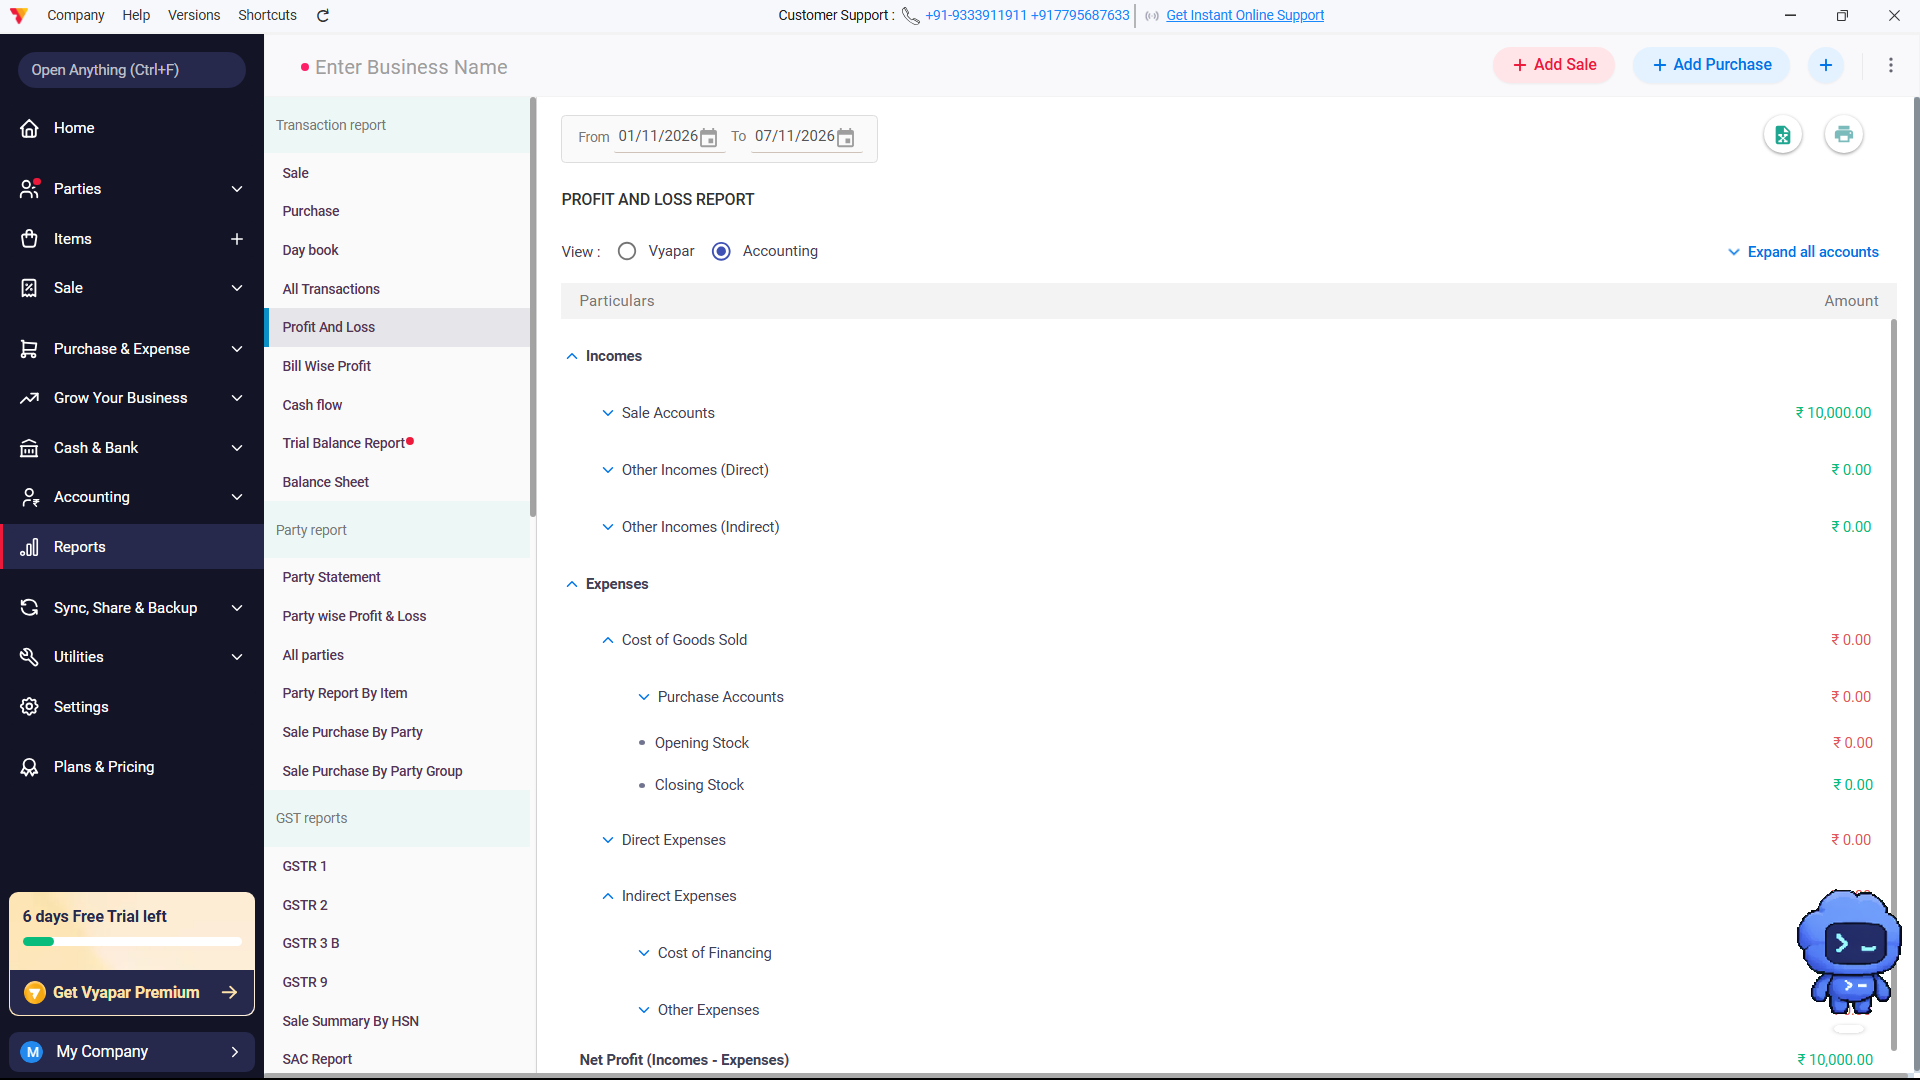 Company Help Versions Shortcuts
Customer Support : +91-9333911911 +917795687633 Get Instant Online Support
Open Anything (Ctrl+F)
Home
Parties
Items
Sale
Purchase & Expense
Grow Your Business
Cash & Bank
Accounting
Reports
Sync, Share & Backup
Utilities
Settings
Plans & Pricing
6 days Free Trial left
Get Vyapar Premium
M My Company
Enter Business Name
+ Add Sale
+ Add Purchase
Transaction report
Sale
Purchase
Day book
All Transactions
Profit And Loss
Bill Wise Profit
Cash flow
Trial Balance Report
Balance Sheet
Party report
Party Statement
Party wise Profit & Loss
All parties
Party Report By Item
Sale Purchase By Party
Sale Purchase By Party Group
GST reports
GSTR 1
GSTR 2
GSTR 3 B
GSTR 9
Sale Summary By HSN
SAC Report
From 01/11/2026 To 07/11/2026
PROFIT AND LOSS REPORT
View : Vyapar Accounting
Expand all accounts
Particulars Amount
Incomes
Sale Accounts ₹ 10,000.00
Other Incomes (Direct) ₹ 0.00
Other Incomes (Indirect) ₹ 0.00
Expenses
Cost of Goods Sold ₹ 0.00
Purchase Accounts ₹ 0.00
Opening Stock ₹ 0.00
Closing Stock ₹ 0.00
Direct Expenses ₹ 0.00
Indirect Expenses
Cost of Financing
Other Expenses
Net Profit (Incomes - Expenses) ₹ 10,000.00